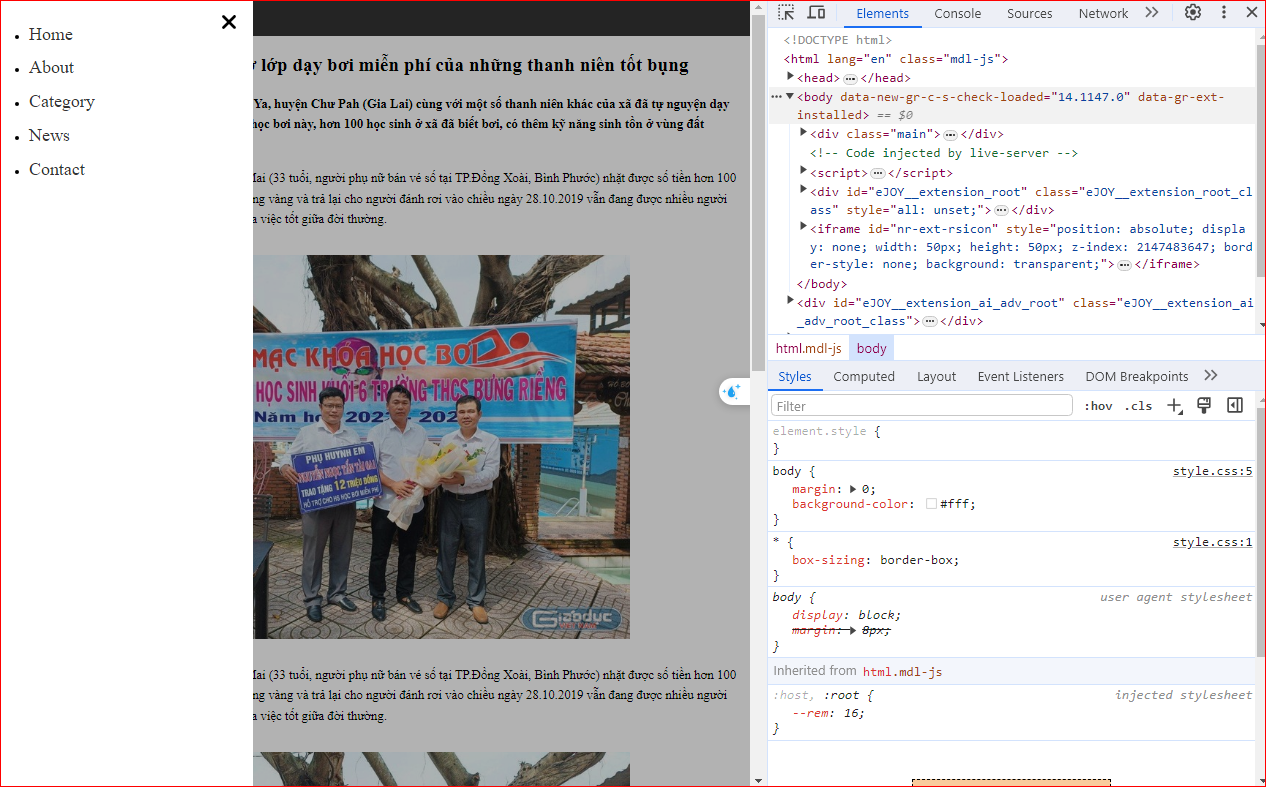 Home
About
Category
News
Contact
lớp dạy bơi miễn phí của những thanh niên tốt bụng
Ya, huyện Chư Pah (Gia Lai) cùng với một số thanh niên khác của xã đã tự nguyện dạy
học bơi này, hơn 100 học sinh ở xã đã biết bơi, có thêm kỹ năng sinh tồn ở vùng đất
Mai (33 tuổi, người phụ nữ bán vé số tại TP.Đồng Xoài, Bình Phước) nhặt được số tiền hơn 100
ng vàng và trả lại cho người đánh rơi vào chiều ngày 28.10.2019 vẫn đang được nhiều người
a việc tốt giữa đời thường.
MẠC KHÓA HỌC BƠI
HỌC SINH KHỐI 6 TRƯỜNG THCS BƯNG RIỀNG
PHỤ HUYNH EM
TRAO TẶNG 12 TRIỆU ĐỒNG
HỖ TRỢ CHO HS HỌC BƠI MIỄN PHÍ
Giáoduc
Mai (33 tuổi, người phụ nữ bán vé số tại TP.Đồng Xoài, Bình Phước) nhặt được số tiền hơn 100
ng vàng và trả lại cho người đánh rơi vào chiều ngày 28.10.2019 vẫn đang được nhiều người
a việc tốt giữa đời thường.
Elements Console Sources Network
<!DOCTYPE html>
<html lang="en" class="mdl-js">
<head> </head>
<body data-new-gr-c-s-check-loaded="14.1147.0" data-gr-ext-
installed> == $0
<div class="main"> </div>
<!-- Code injected by live-server -->
<script> </script>
<div id="eJOY__extension_root" class="eJOY__extension_root_cl
ass" style="all: unset;"> </div>
<iframe id="nr-ext-rsicon" style="position: absolute; displa
y: none; width: 50px; height: 50px; z-index: 2147483647; bord
er-style: none; background: transparent;"> </iframe>
</body>
<div id="eJOY__extension_ai_adv_root" class="eJOY__extension_ai
_adv_root_class"> </div>
html.mdl-js body
Styles Computed Layout Event Listeners DOM Breakpoints
Filter :hov .cls
element.style {
}
body { style.css:5
margin: 0;
background-color: #fff;
}
* { style.css:1
box-sizing: border-box;
}
body { user agent stylesheet
display: block;
margin: 8px;
}
Inherited from html.mdl-js
:host, :root { injected stylesheet
--rem: 16;
}